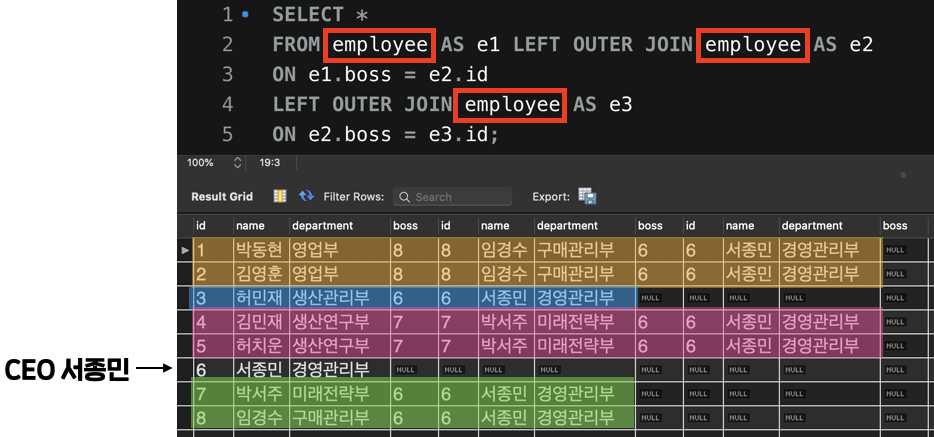 1 SELECT *
2 FROM employee AS e1 LEFT OUTER JOIN employee AS e2
3 ON e1.boss = e2.id
4 LEFT OUTER JOIN employee AS e3
5 ON e2.boss = e3.id;
100% 19:3
Result Grid Filter Rows: Search Export:
id name department boss id name department boss id name department boss
1 박동현 영업부 8 8 임경수 구매관리부 6 6 서종민 경영관리부 NULL
2 김영훈 영업부 8 8 임경수 구매관리부 6 6 서종민 경영관리부 NULL
3 허민재 생산관리부 6 6 서종민 경영관리부 NULL NULL NULL NULL NULL
4 김민재 생산연구부 7 7 박서주 미래전략부 6 6 서종민 경영관리부 NULL
5 허치운 생산연구부 7 7 박서주 미래전략부 6 6 서종민 경영관리부 NULL
CEO 서종민
6 서종민 경영관리부 NULL NULL NULL NULL NULL NULL NULL NULL NULL
7 박서주 미래전략부 6 6 서종민 경영관리부 NULL NULL NULL NULL NULL
8 임경수 구매관리부 6 6 서종민 경영관리부 NULL NULL NULL NULL NULL